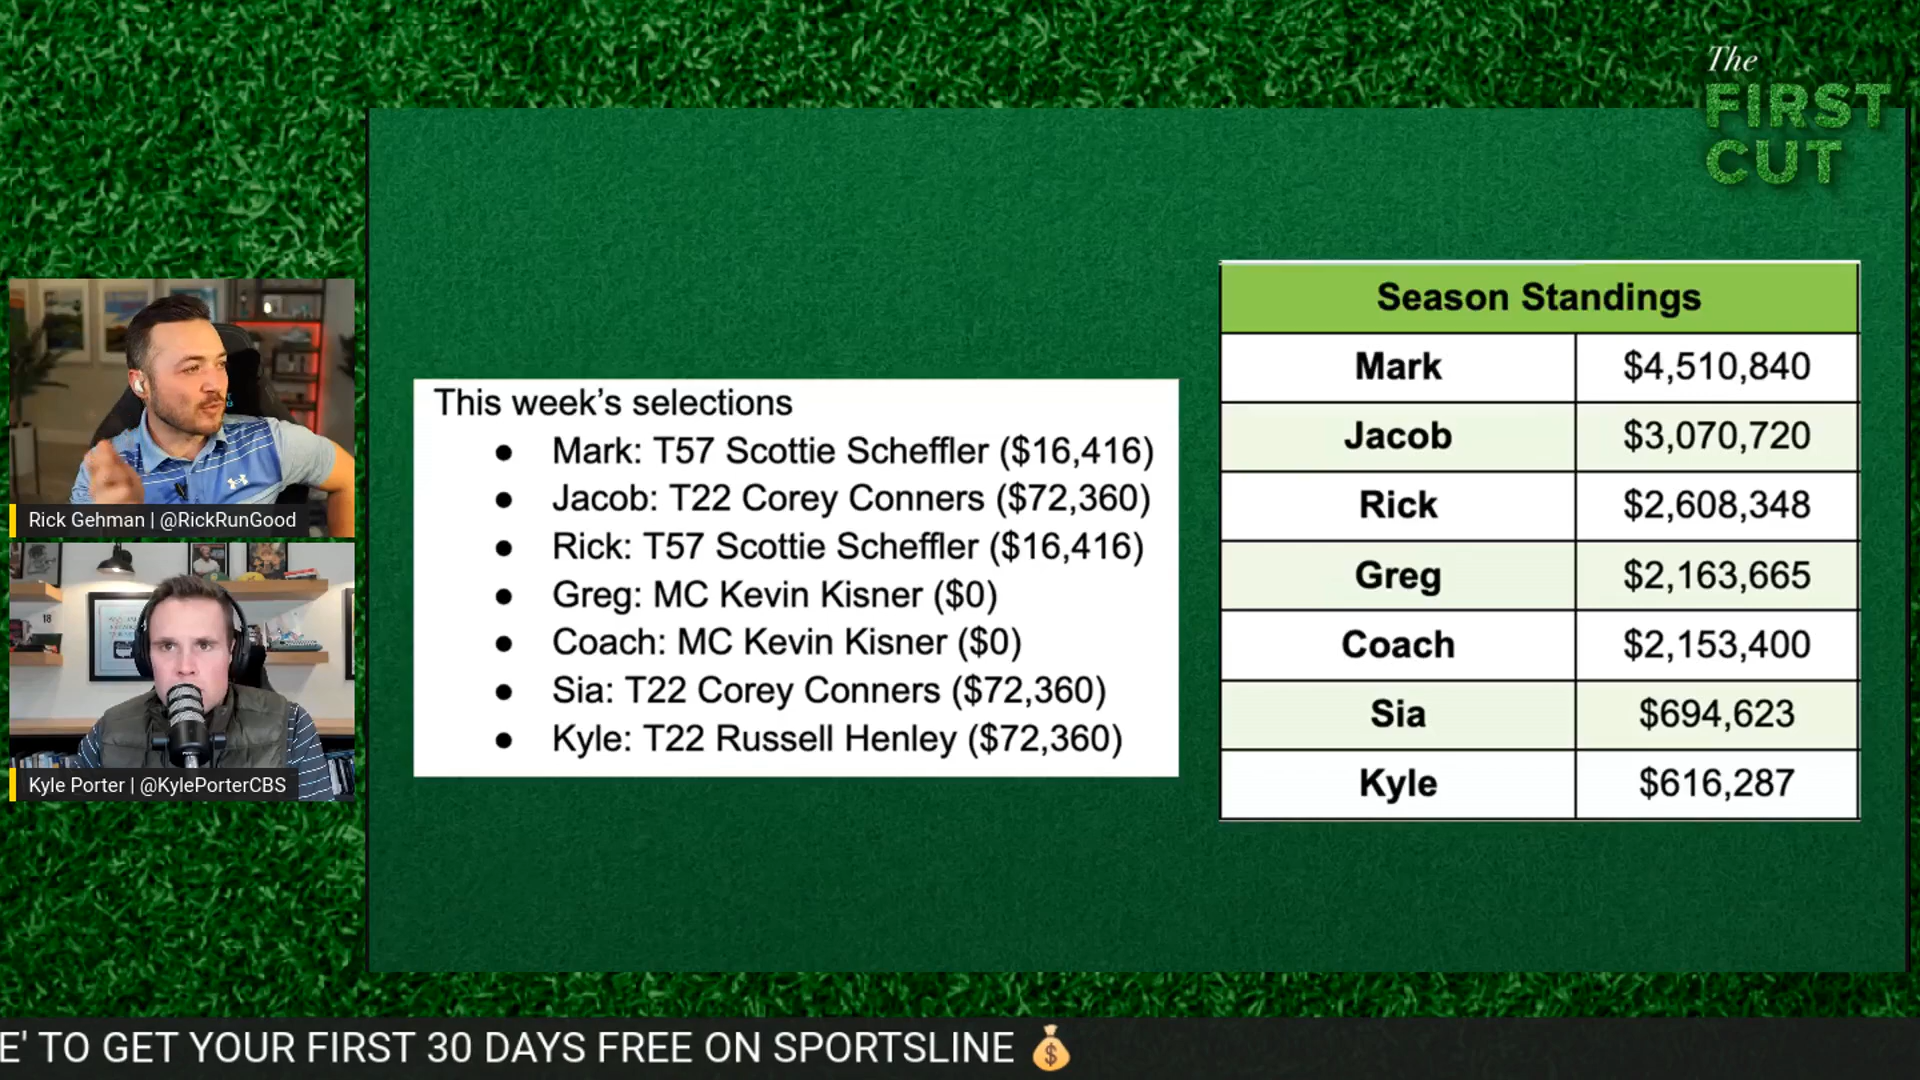 The
FIRST
CUT
Season Standings
Mark $4,510,840
Jacob $3,070,720
Rick $2,608,348
Greg $2,163,665
Coach $2,153,400
Sia $694,623
Kyle $616,287
This week's selections
● Mark: T57 Scottie Scheffler ($16,416)
● Jacob: T22 Corey Conners ($72,360)
● Rick: T57 Scottie Scheffler ($16,416)
● Greg: MC Kevin Kisner ($0)
● Coach: MC Kevin Kisner ($0)
● Sia: T22 Corey Conners ($72,360)
● Kyle: T22 Russell Henley ($72,360)
Rick Gehman | @RickRunGood
18
Kyle Porter | @KylePorterCBS
E' TO GET YOUR FIRST 30 DAYS FREE ON SPORTSLINE 💰